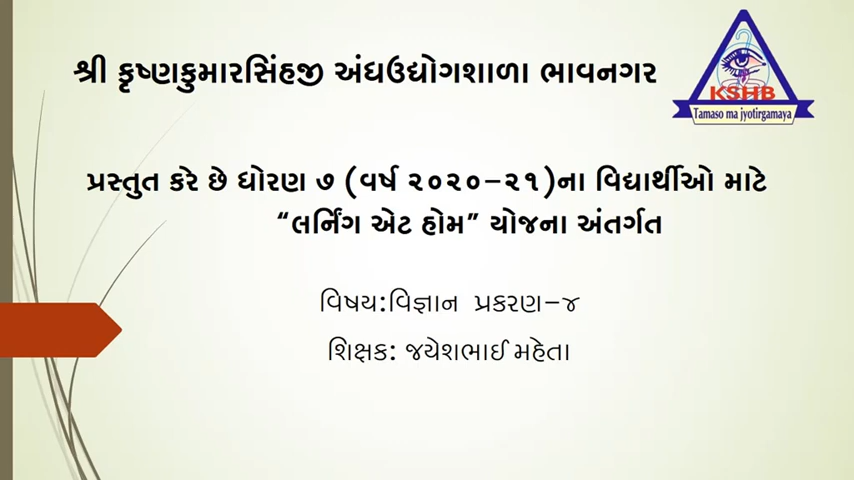 શ્રી કૃષ્ણકુમારસિંહજી અંધઉદ્યોગશાળા ભાવનગર
KSHB
Tamaso ma jyotirgamaya
પ્રસ્તુત કરે છે ધોરણ ૭ (વર્ષ ૨૦૨૦-૨૧)ના વિદ્યાર્થીઓ માટે
“લર્નિંગ એટ હોમ” યોજના અંતર્ગત
વિષય:વિજ્ઞાન પ્રકરણ-૪
શિક્ષક: જયેશભાઈ મહેતા